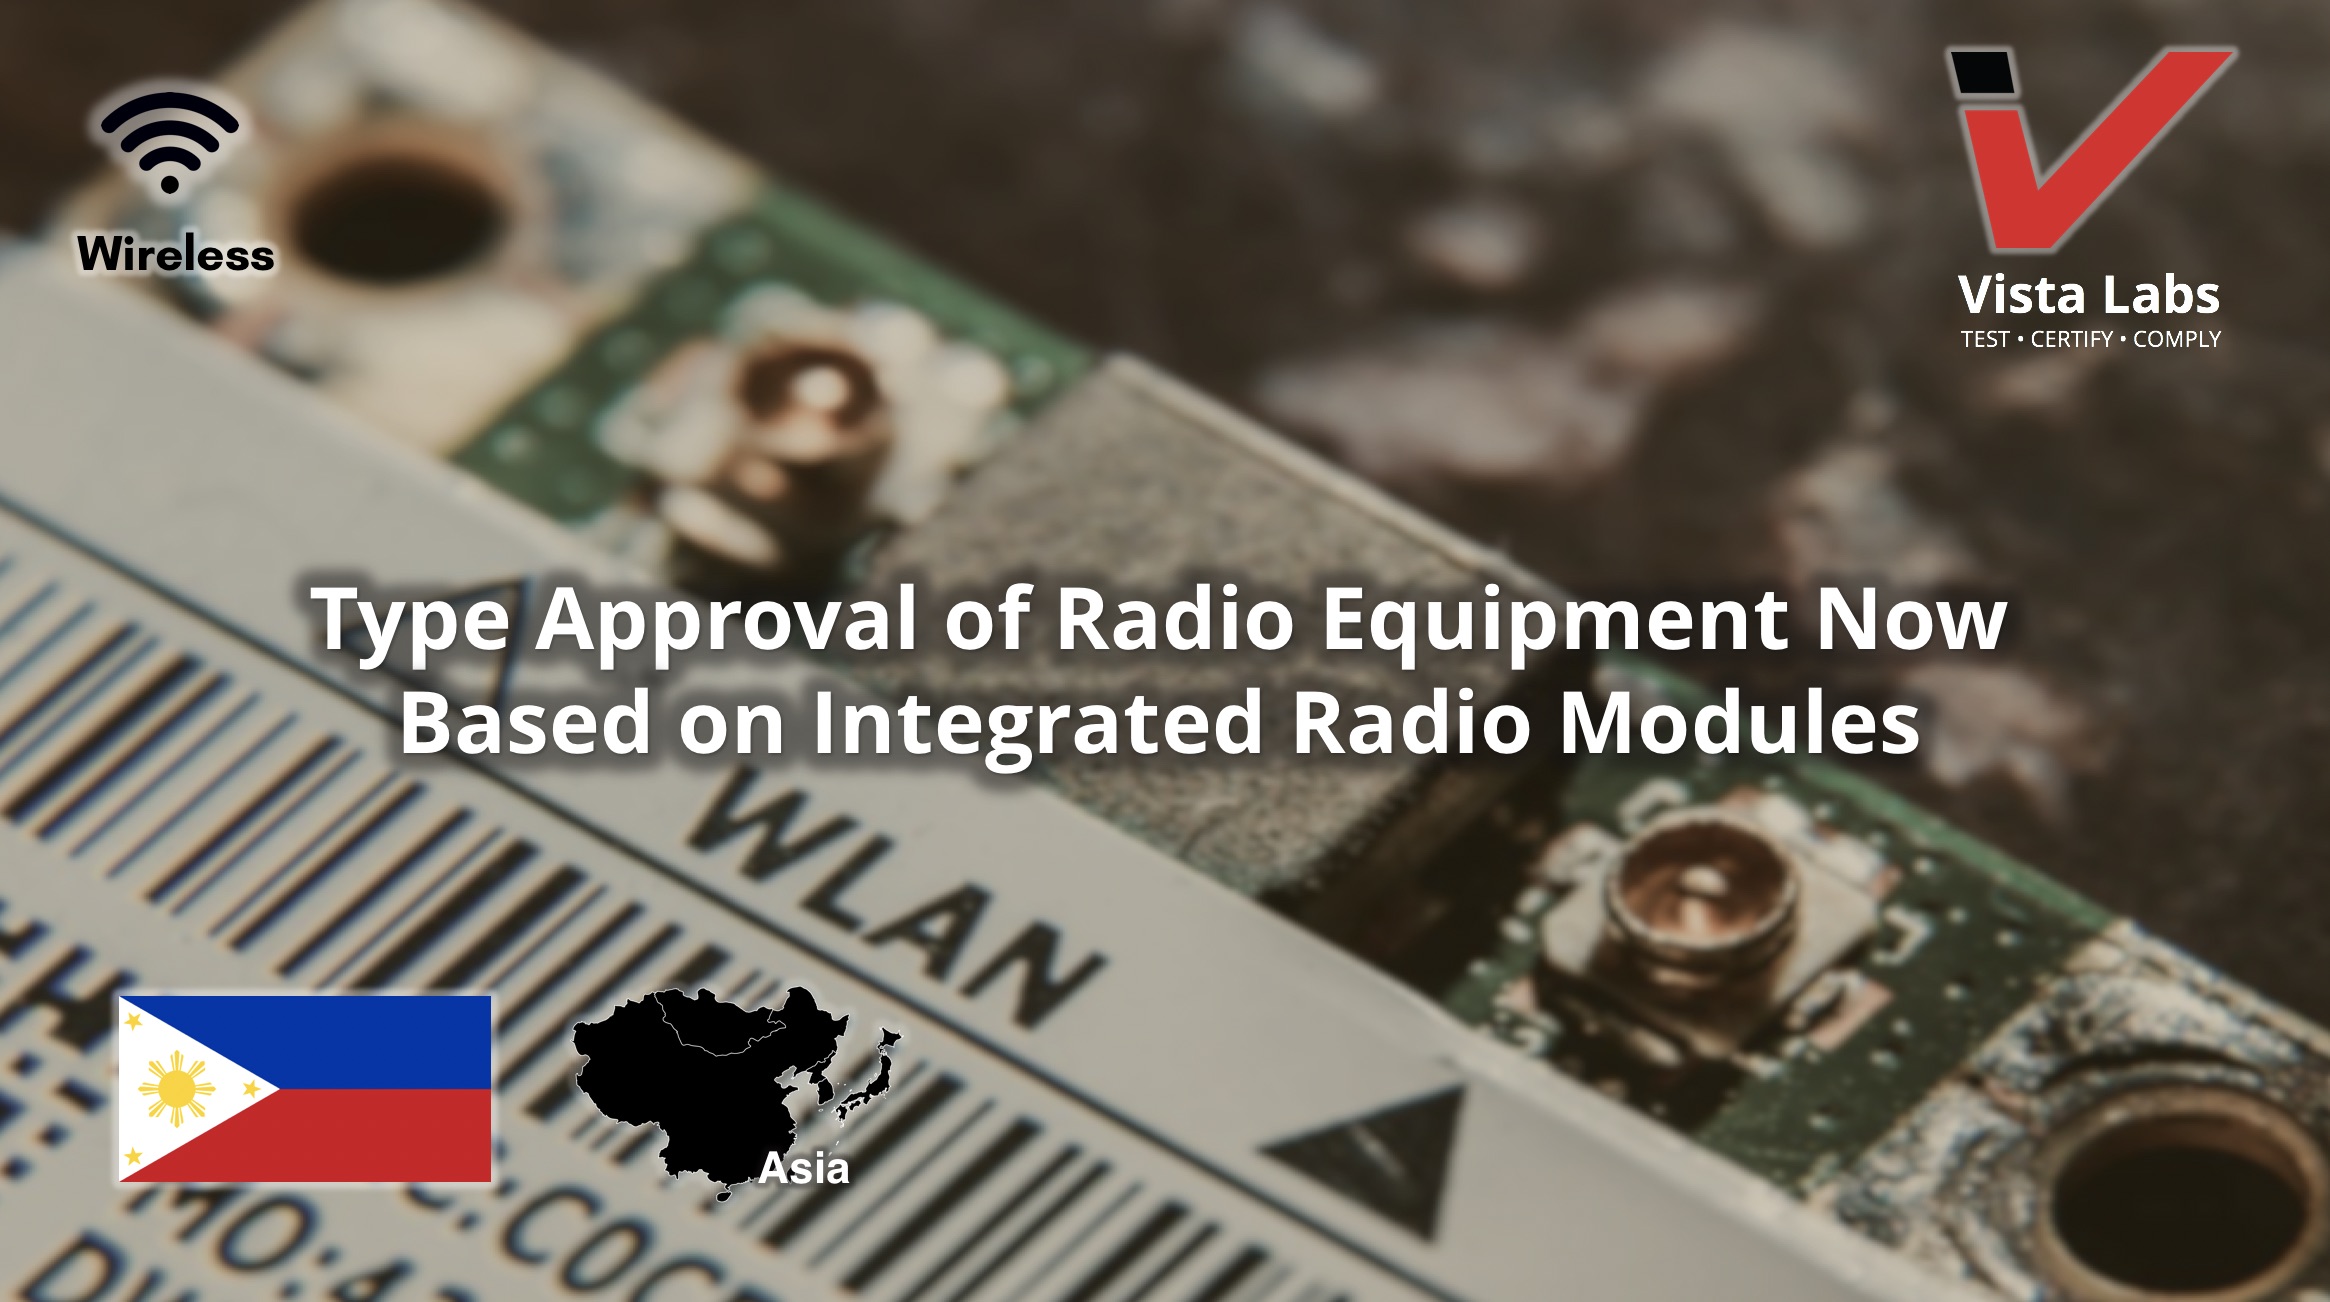 Wireless
Vista Labs
TEST • CERTIFY • COMPLY
Type Approval of Radio Equipment Now
Based on Integrated Radio Modules
WLAN
Asia